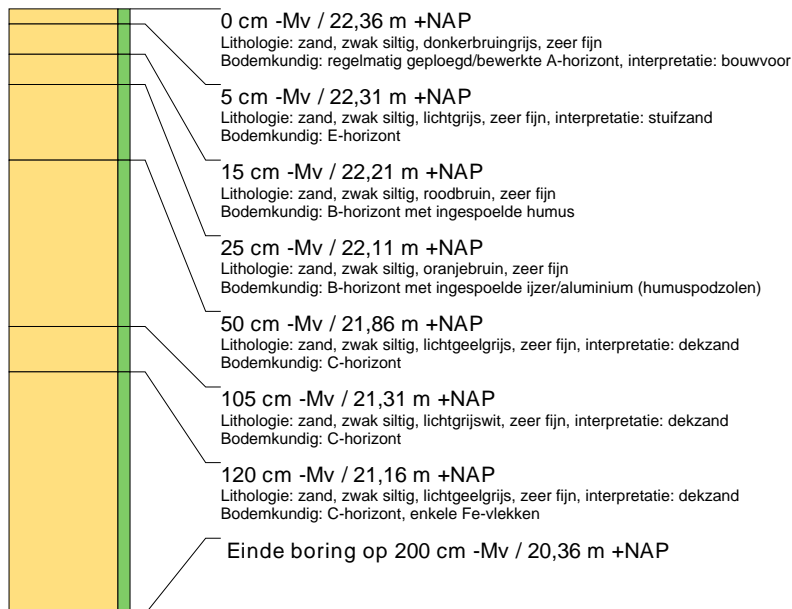 0 cm -Mv / 22,36 m +NAP
Lithologie: zand, zwak siltig, donkerbruingrijs, zeer fijn
Bodemkundig: regelmatig geploegd/bewerkte A-horizont, interpretatie: bouwvoor
5 cm -Mv / 22,31 m +NAP
Lithologie: zand, zwak siltig, lichtgrijs, zeer fijn, interpretatie: stuifzand
Bodemkundig: E-horizont
15 cm -Mv / 22,21 m +NAP
Lithologie: zand, zwak siltig, roodbruin, zeer fijn
Bodemkundig: B-horizont met ingespoelde humus
25 cm -Mv / 22,11 m +NAP
Lithologie: zand, zwak siltig, oranjebruin, zeer fijn
Bodemkundig: B-horizont met ingespoelde ijzer/aluminium (humuspodzolen)
50 cm -Mv / 21,86 m +NAP
Lithologie: zand, zwak siltig, lichtgeelgrijs, zeer fijn, interpretatie: dekzand
Bodemkundig: C-horizont
105 cm -Mv / 21,31 m +NAP
Lithologie: zand, zwak siltig, lichtgrijswit, zeer fijn, interpretatie: dekzand
Bodemkundig: C-horizont
120 cm -Mv / 21,16 m +NAP
Lithologie: zand, zwak siltig, lichtgeelgrijs, zeer fijn, interpretatie: dekzand
Bodemkundig: C-horizont, enkele Fe-vlekken
Einde boring op 200 cm -Mv / 20,36 m +NAP